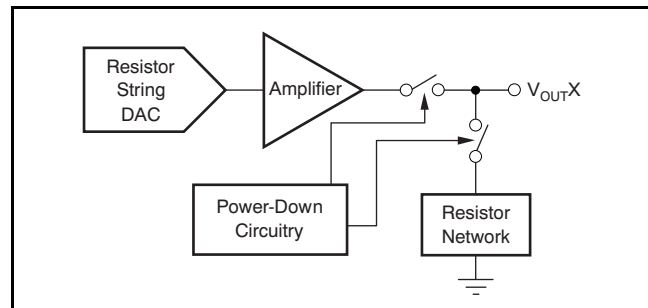 Resistor
String
DAC
Amplifier
VOUTX
Power-Down
Circuitry
Resistor
Network